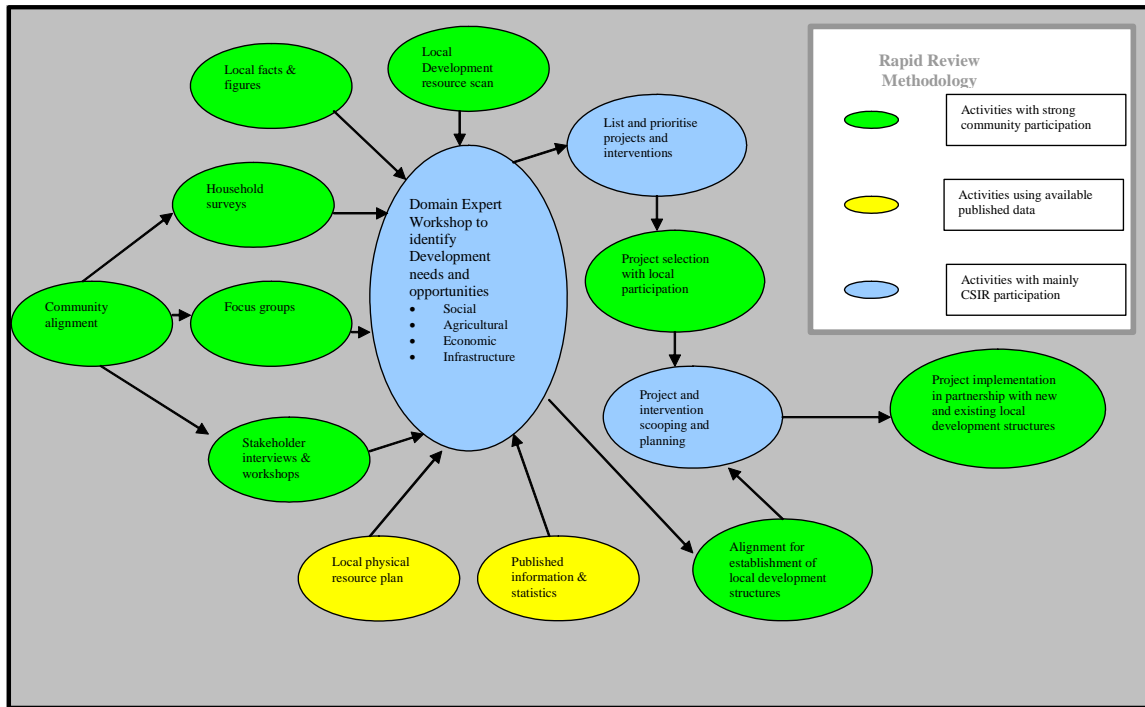 Local facts &
figures
Local
Development
resource scan
Rapid Review
Methodology
Activities with strong
community participation
Activities using available
published data
Activities with mainly
CSIR participation
List and prioritise
projects and
interventions
Household
surveys
Domain Expert
Workshop to
identify
Development
needs and
opportunities
• Social
• Agricultural
• Economic
• Infrastructure
Project selection
with local
participation
Community
alignment
Focus groups
Project and
intervention
scooping and
planning
Project implementation
in partnership with new
and existing local
development structures
Stakeholder
interviews &
workshops
Local physical
resource plan
Published
information &
statistics
Alignment for
establishment of
local development
structures